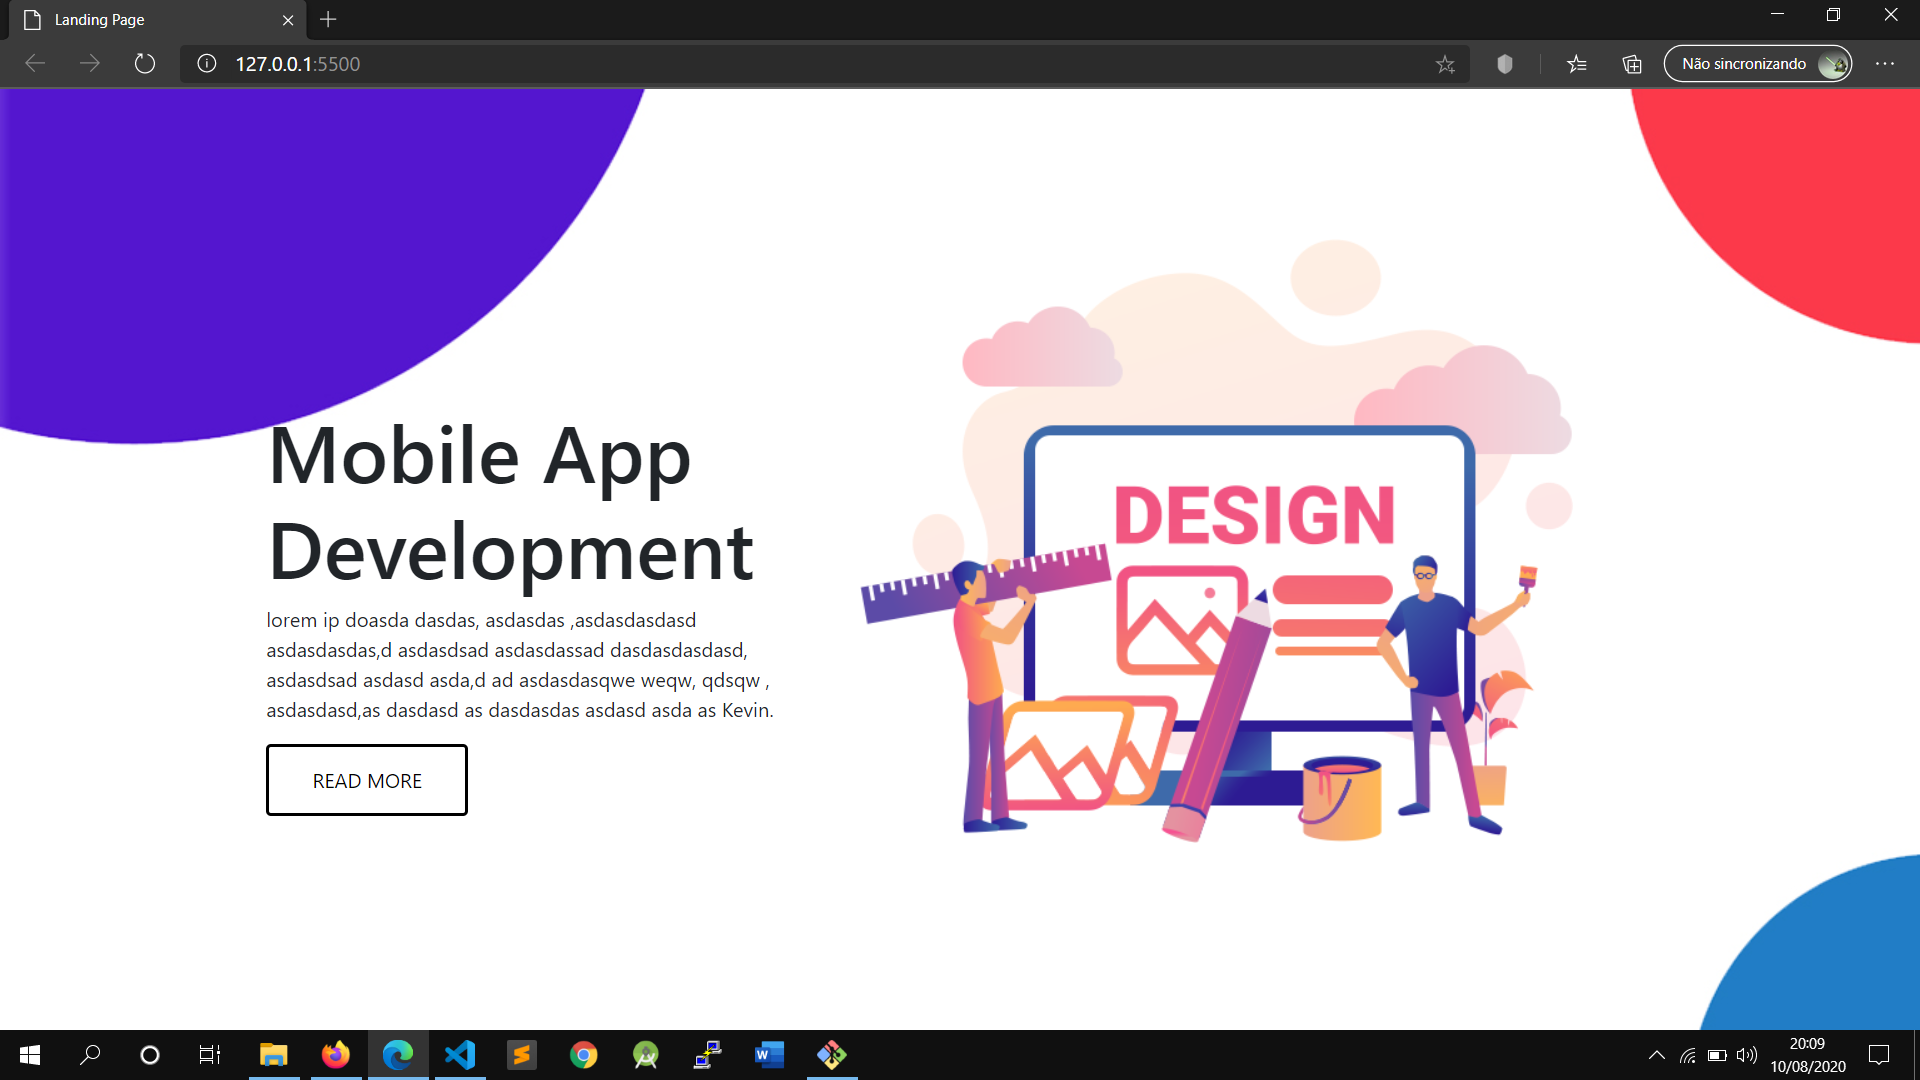 Landing Page
127.0.0.1:5500
Não sincronizando
Mobile App
Development
lorem ip doasda dasdas, asdasdas ,asdasdasdasd
asdasdasdas,d asdasdsad asdasdassad dasdasdasdasd,
asdasdsad asdasd asda,d ad asdasdasqwe weqw, qdsqw ,
asdasdasd,as dasdasd as dasdasdas asdasd asda as Kevin.
READ MORE
DESIGN
20:09
10/08/2020